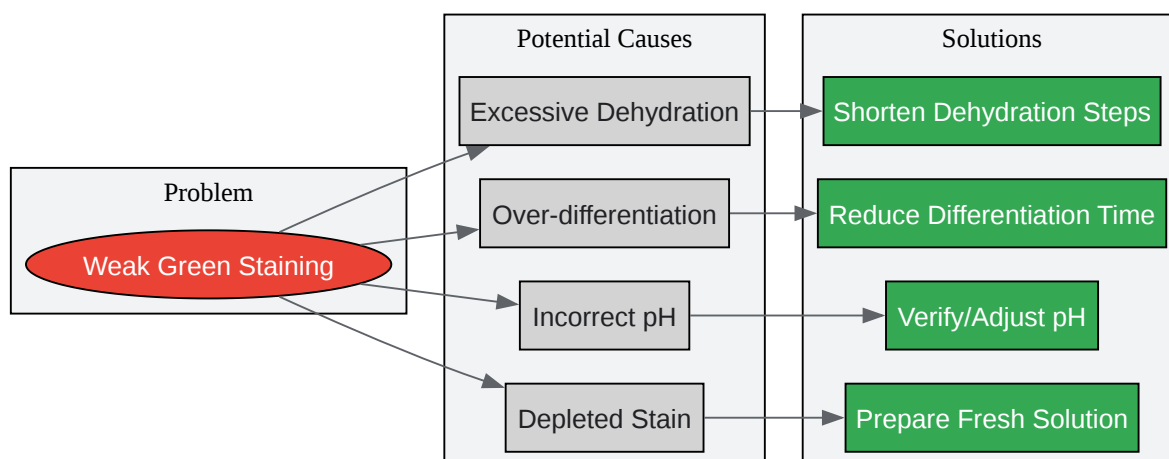 Problem
Weak Green Staining
Potential Causes
Excessive Dehydration
Over-differentiation
Incorrect pH
Depleted Stain
Solutions
Shorten Dehydration Steps
Reduce Differentiation Time
Verify/Adjust pH
Prepare Fresh Solution